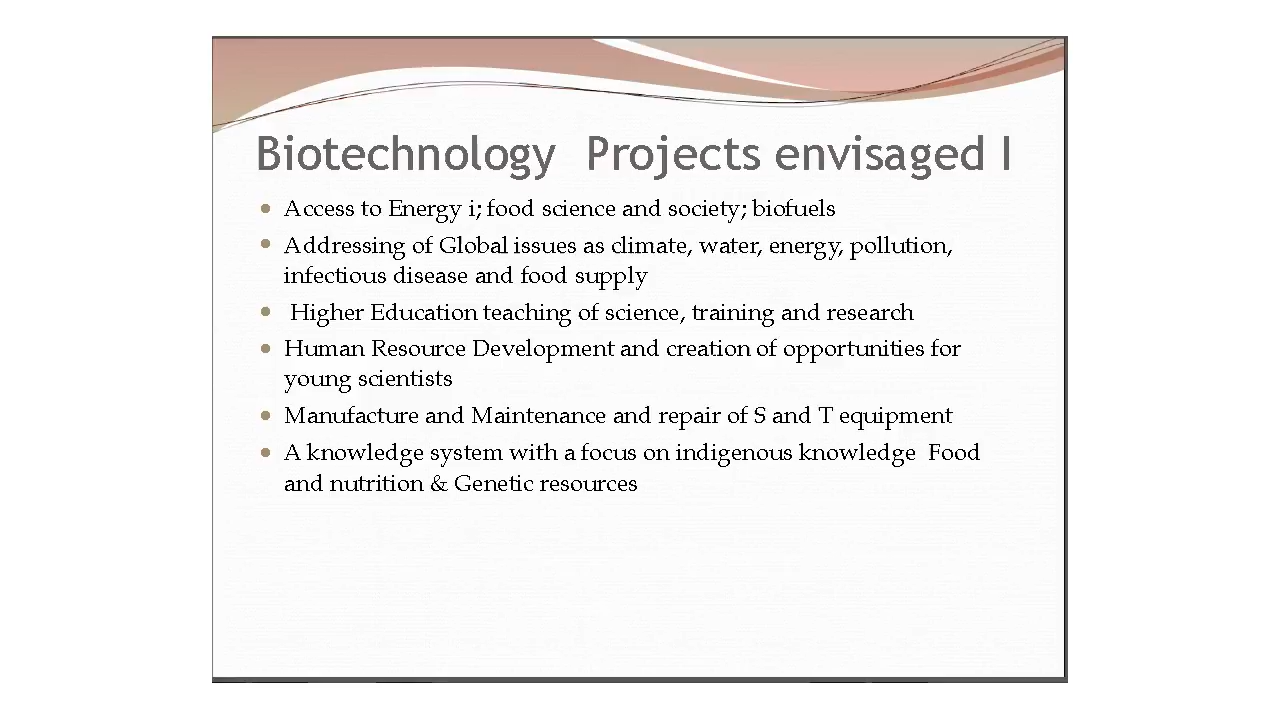 Biotechnology  Projects envisaged I
Access to Energy i; food science and society; biofuels
Addressing of Global issues as climate, water, energy, pollution,
infectious disease and food supply
Higher Education teaching of science, training and research
Human Resource Development and creation of opportunities for
young scientists
Manufacture and Maintenance and repair of S and T equipment
A knowledge system with a focus on indigenous knowledge  Food
and nutrition & Genetic resources